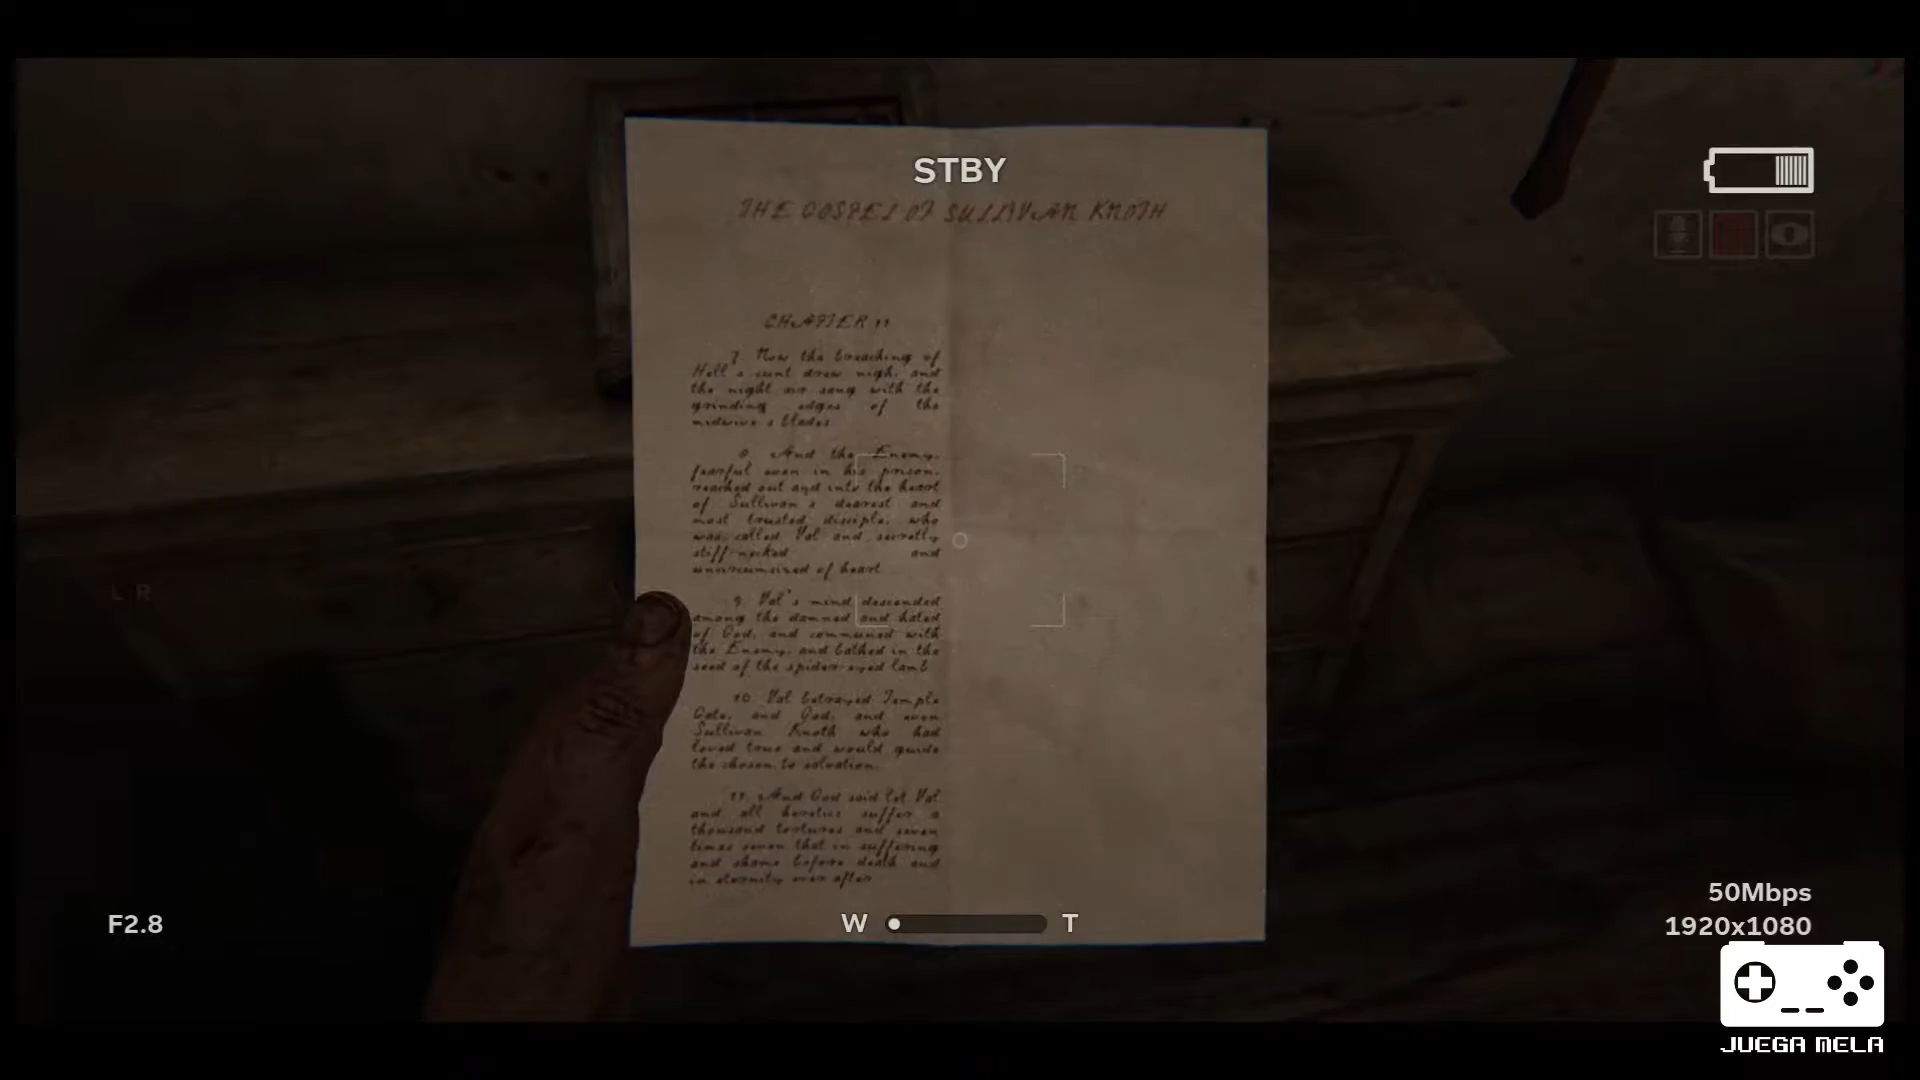 STBY
THE GOSPEL OF SULLIVAN KNOTH
CHAPTER 11
7. Now the breaching of
Hell's cunt drew nigh, and
the night air sang with the
grinding edges of the
midwive's blades
8. And the Enemy,
fearful even in his prison,
reached out and into the heart
of Sullivan's dearest and
most trusted disciple, who
was called Val and secretly
stiff-necked and
uncircumsized of heart
9. Val's mind descended
among the damned and hated
of God, and communed with
the Enemy, and bathed in the
seed of the spider-eyed lamb
10. Val betrayed Temple
Gate, and God, and even
Sullivan Knoth who had
loved true and would guide
the chosen to salvation.
11. And God said let Val
and all heretics suffer a
thousand tortures and seven
times seven that in suffering
and shame before death and
in eternity ever after
L R
F2.8
W T
50Mbps
1920x1080
JUEGA MELA